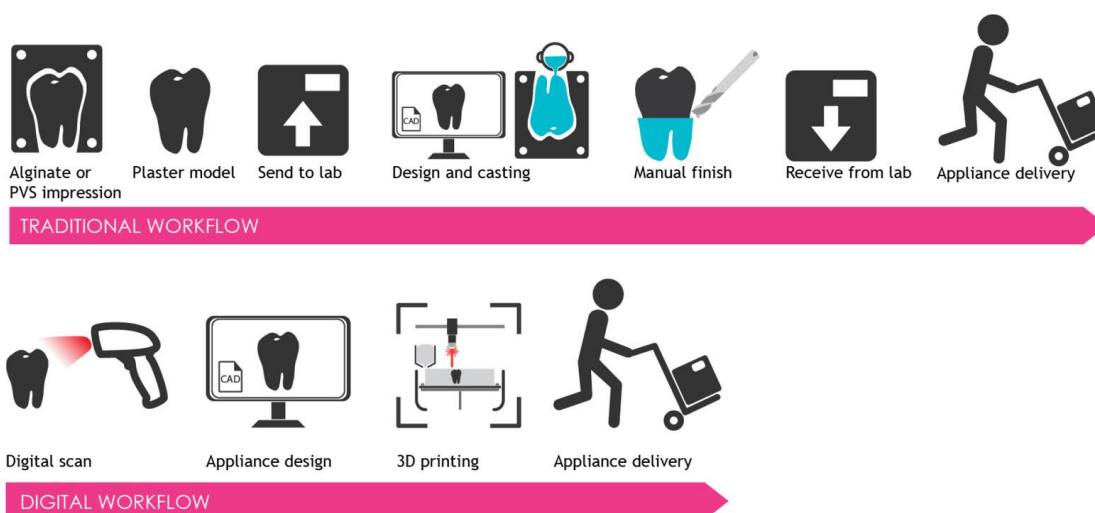 CAD
Alginate or
PVS impression
Plaster model
Send to lab
Design and casting
Manual finish
Receive from lab
Appliance delivery
TRADITIONAL WORKFLOW
CAD
Digital scan
Appliance design
3D printing
Appliance delivery
DIGITAL WORKFLOW